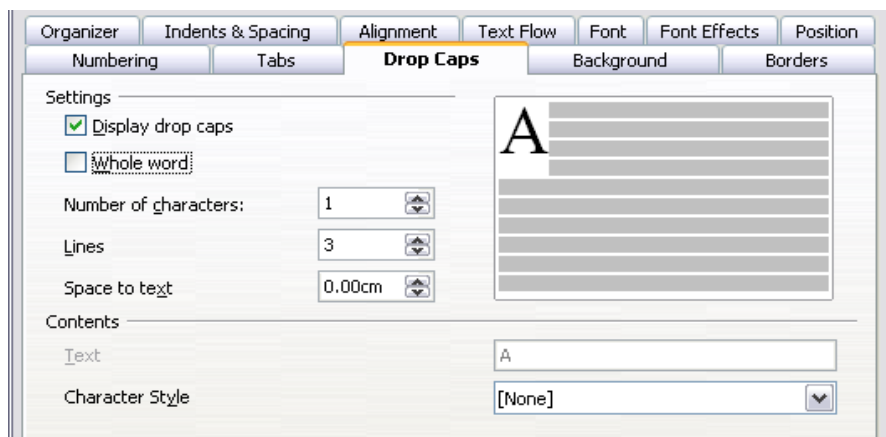 Organizer Indents & Spacing Alignment Text Flow Font Font Effects Position
Numbering Tabs Drop Caps Background Borders
Settings
Display drop caps
Whole word
Number of characters: 1
Lines 3
Space to text 0.00cm
A
Contents
Text A
Character Style [None]